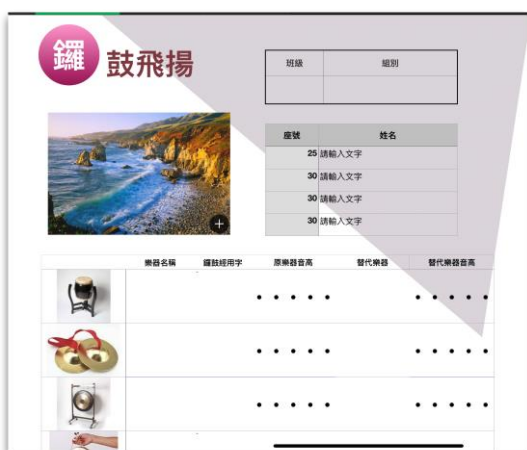 鑼鼓飛揚
班級 組別
座號 姓名
25 請輸入文字
30 請輸入文字
30 請輸入文字
30 請輸入文字
樂器名稱 鑼鼓經用字 原樂器音高 替代樂器 替代樂器音高